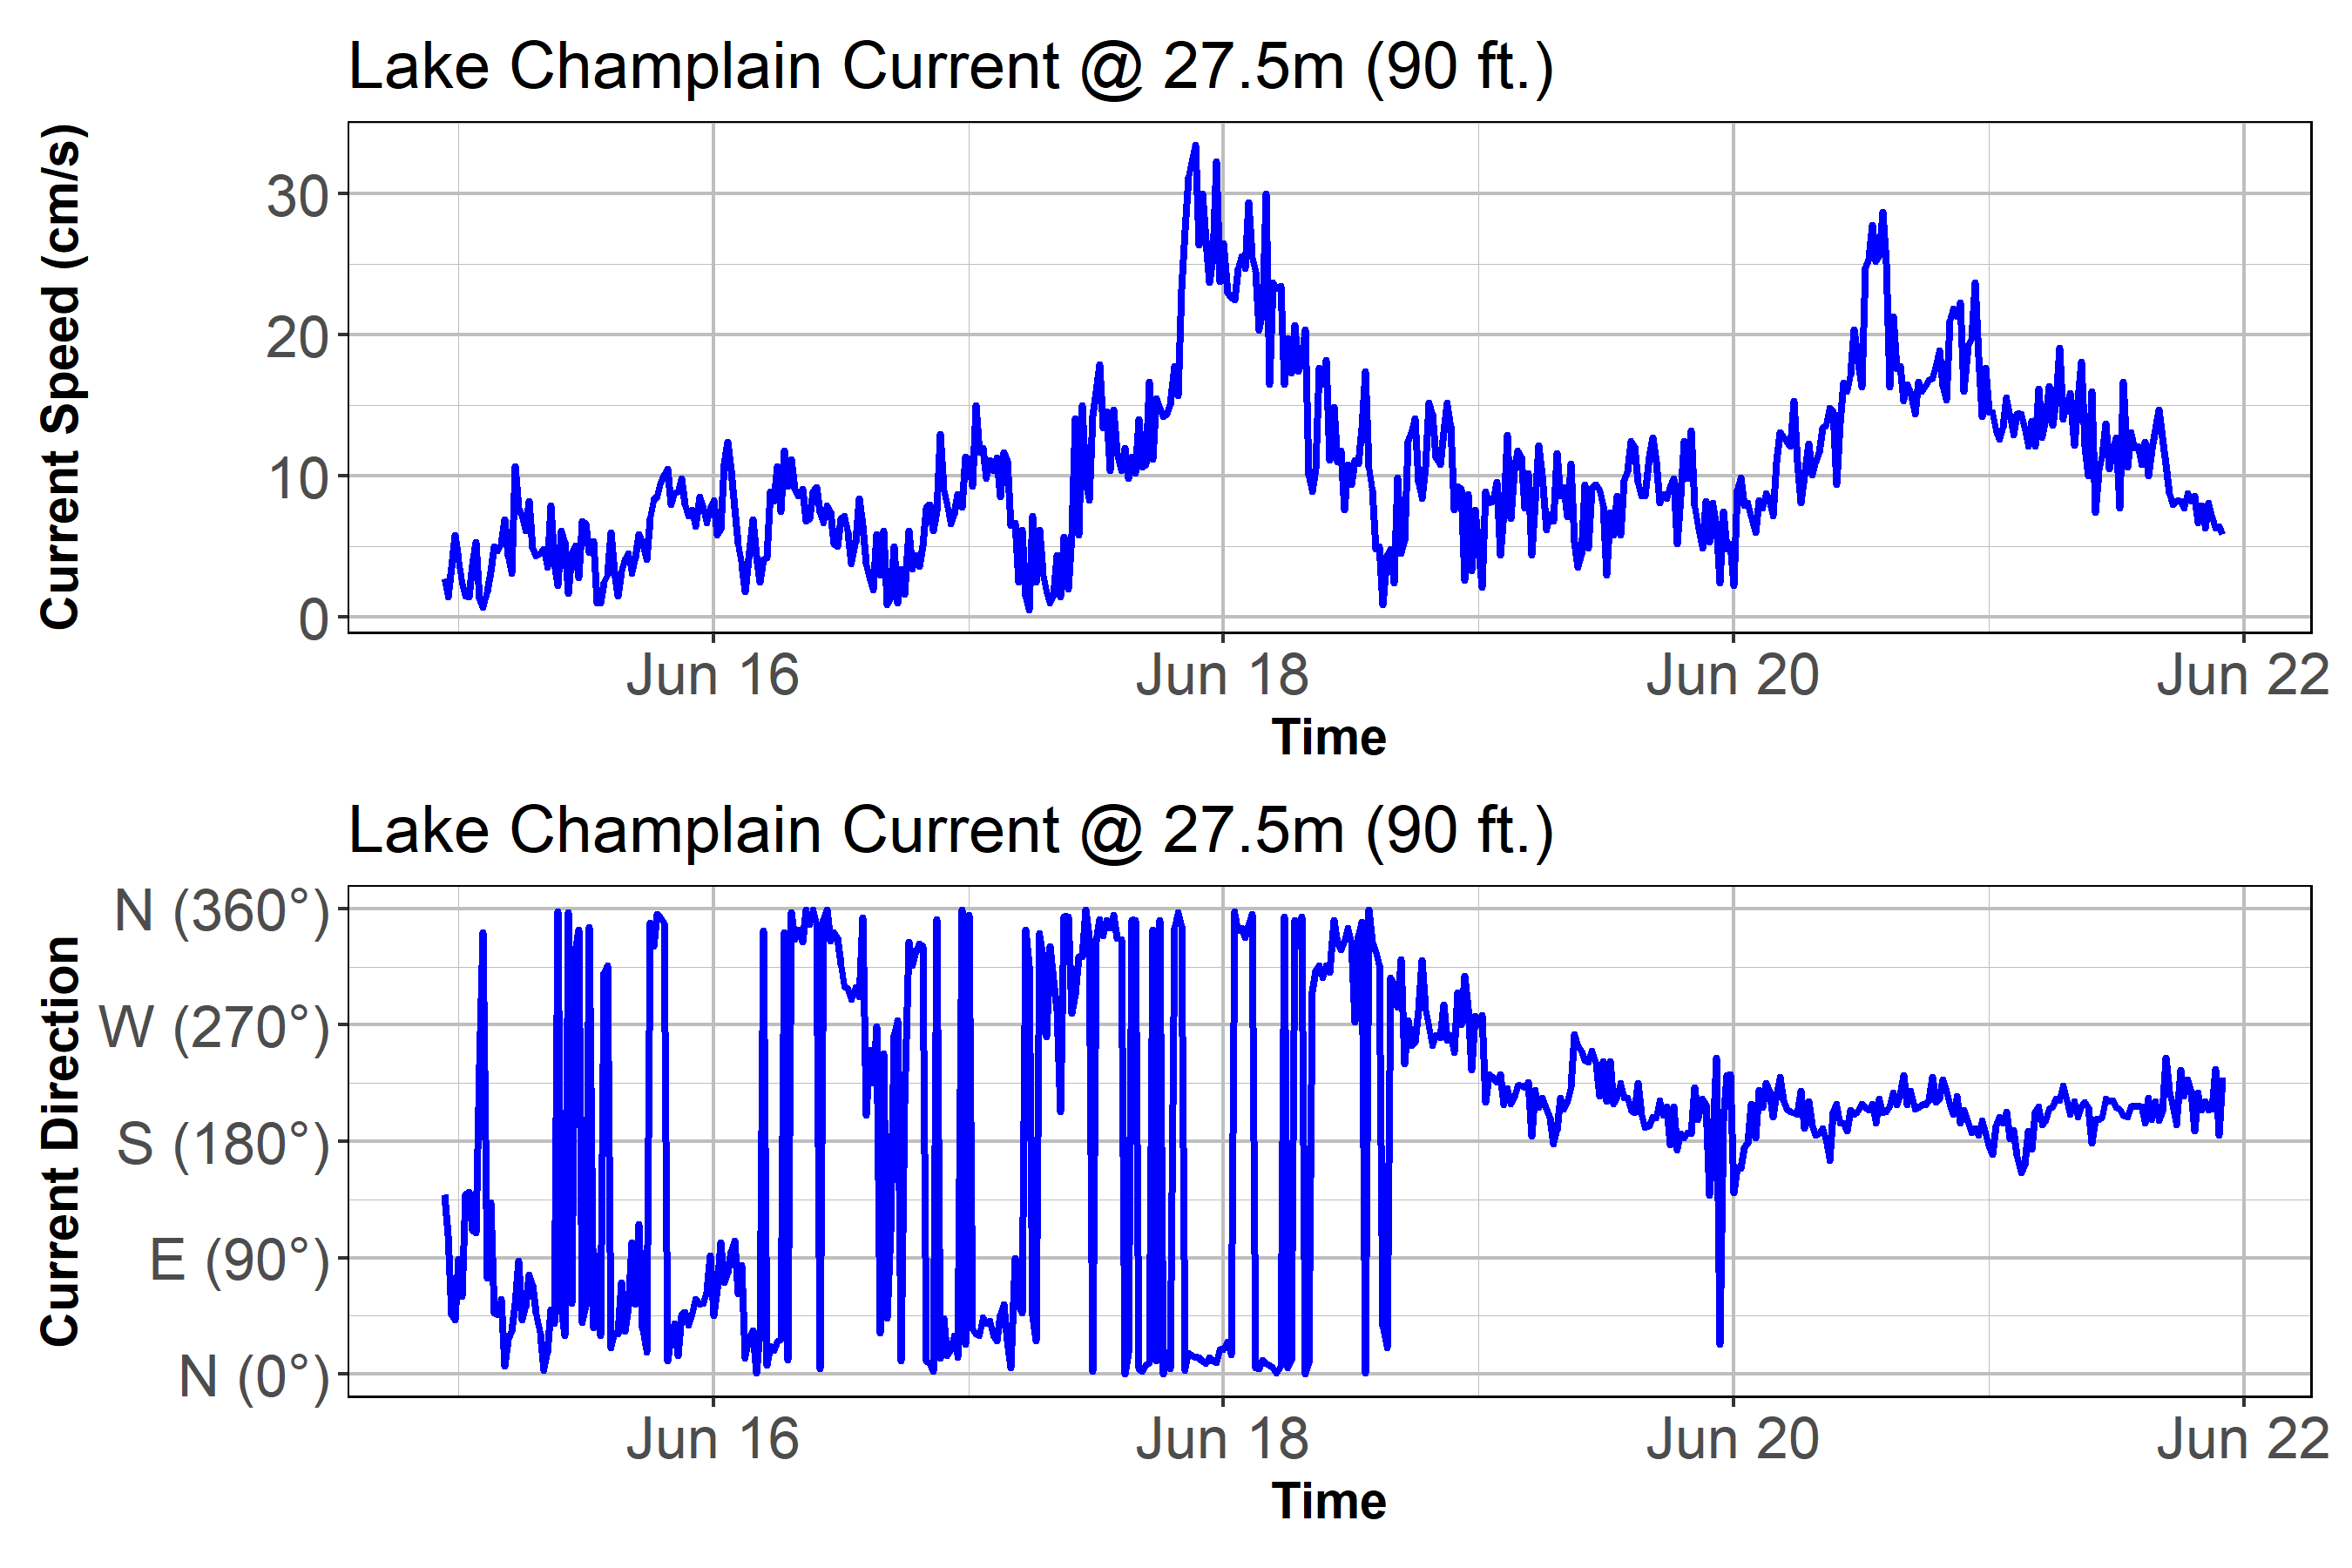 Lake Champlain Current @ 27.5m (90 ft.)
Current Speed (cm/s)
30
20
10
0
Jun 16 Jun 18 Jun 20 Jun 22
Time
Lake Champlain Current @ 27.5m (90 ft.)
Current Direction
N (360°)
W (270°)
S (180°)
E (90°)
N (0°)
Jun 16 Jun 18 Jun 20 Jun 22
Time